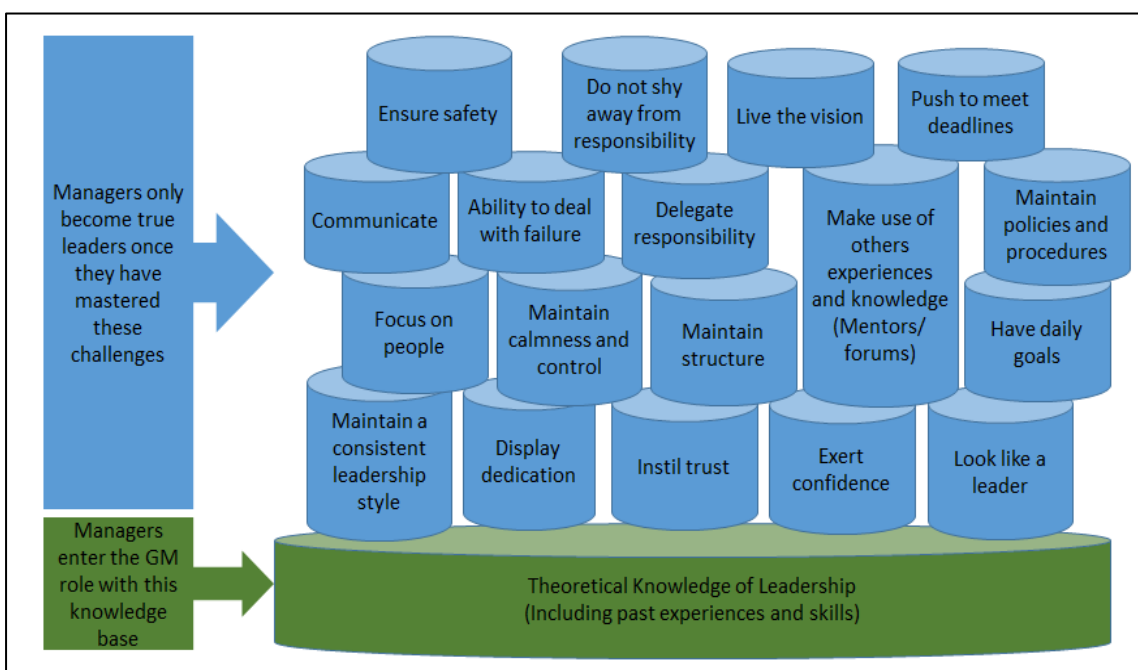 Managers only
become true
leaders once
they have
mastered
these
challenges
Managers
enter the GM
role with this
knowledge
base
Ensure safety
Do not shy
away from
responsibility
Live the vision
Push to meet
deadlines
Communicate
Ability to deal
with failure
Delegate
responsibility
Make use of
others
experiences
and knowledge
(Mentors/
forums)
Maintain
policies and
procedures
Focus on
people
Maintain
calmness and
control
Maintain
structure
Have daily
goals
Maintain a
consistent
leadership
style
Display
dedication
Instil trust
Exert
confidence
Look like a
leader
Theoretical Knowledge of Leadership
(Including past experiences and skills)